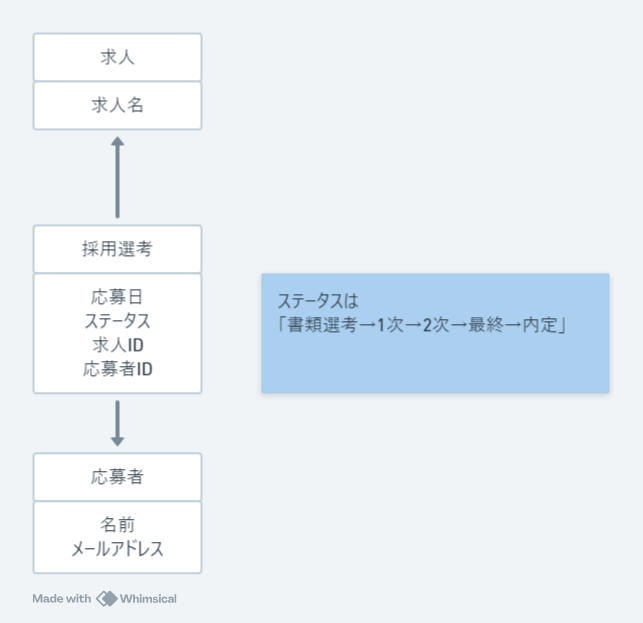 求人
求人名
採用選考
応募日
ステータス
求人ID
応募者ID
ステータスは
「書類選考→1次→2次→最終→内定」
応募者
名前
メールアドレス
Made with Whimsical